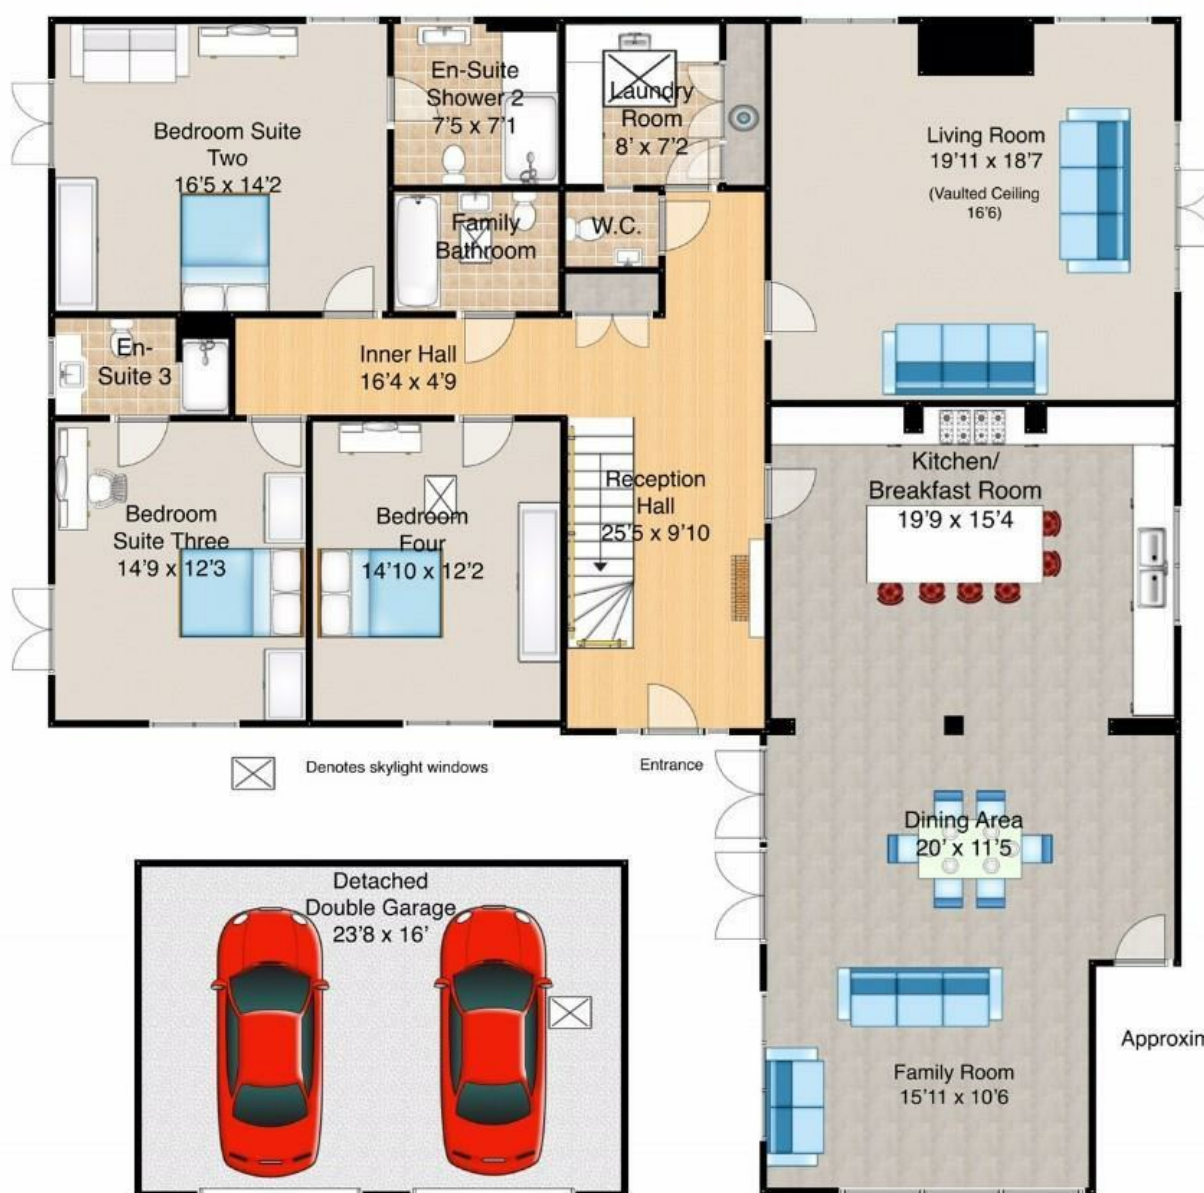 Bedroom Suite
Two
16'5 x 14'2
En-Suite
Shower 2
7'5 x 7'1
Laundry
Room
8' x 7'2
Living Room
19'11 x 18'7
(Vaulted Ceiling
16'6)
Family
Bathroom
W.C.
En-
Suite 3
Inner Hall
16'4 x 4'9
Bedroom
Suite Three
14'9 x 12'3
Bedroom
Four
14'10 x 12'2
Reception
Hall
25'5 x 9'10
Kitchen/
Breakfast Room
19'9 x 15'4
Denotes skylight windows
Entrance
Dining Area
20' x 11'5
Detached
Double Garage
23'8 x 16'
Family Room
15'11 x 10'6
Approxim